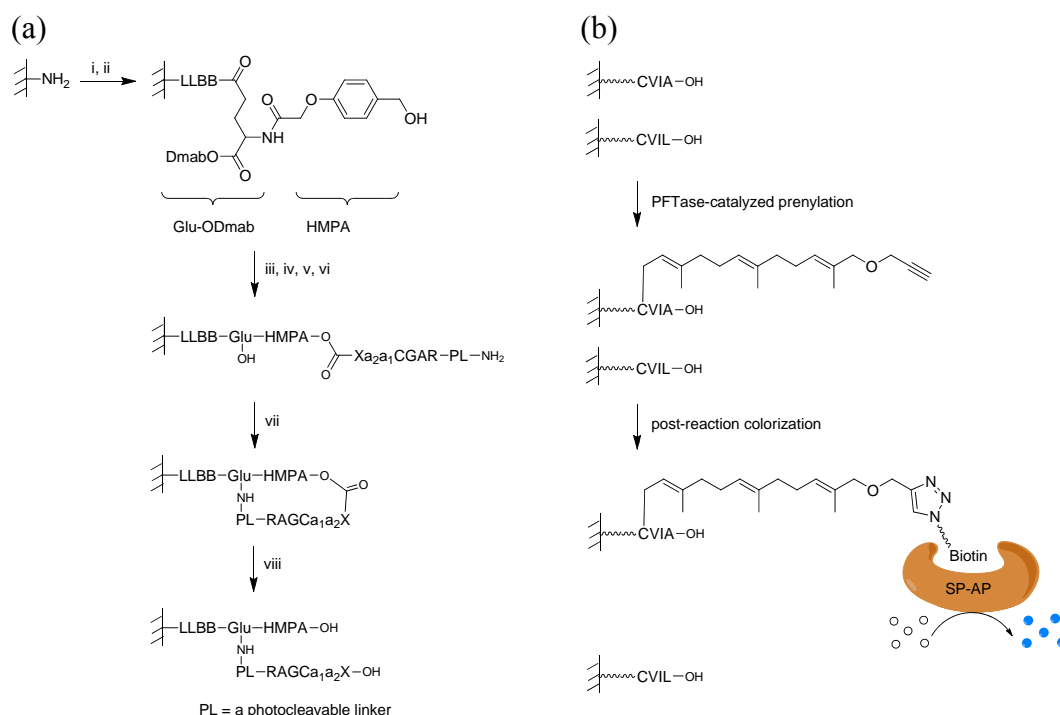 (a)
NH2
i, ii
LLBB
O
O
O
N
H
OH
DmabO
O
Glu-ODmab
HMPA
iii, iv, v, vi
LLBB-Glu-HMPA-O
OH
O
Xa2a1CGAR-PL-NH2
vii
LLBB-Glu-HMPA-O
O
NH
PL-RAGCa1a2X
viii
LLBB-Glu-HMPA-OH
NH
PL-RAGCa1a2X-OH
PL = a photocleavable linker
(b)
CVIA-OH
CVIL-OH
PFTase-catalyzed prenylation
O
CVIA-OH
CVIL-OH
post-reaction colorization
O
N
N
N
CVIA-OH
Biotin
SP-AP
CVIL-OH